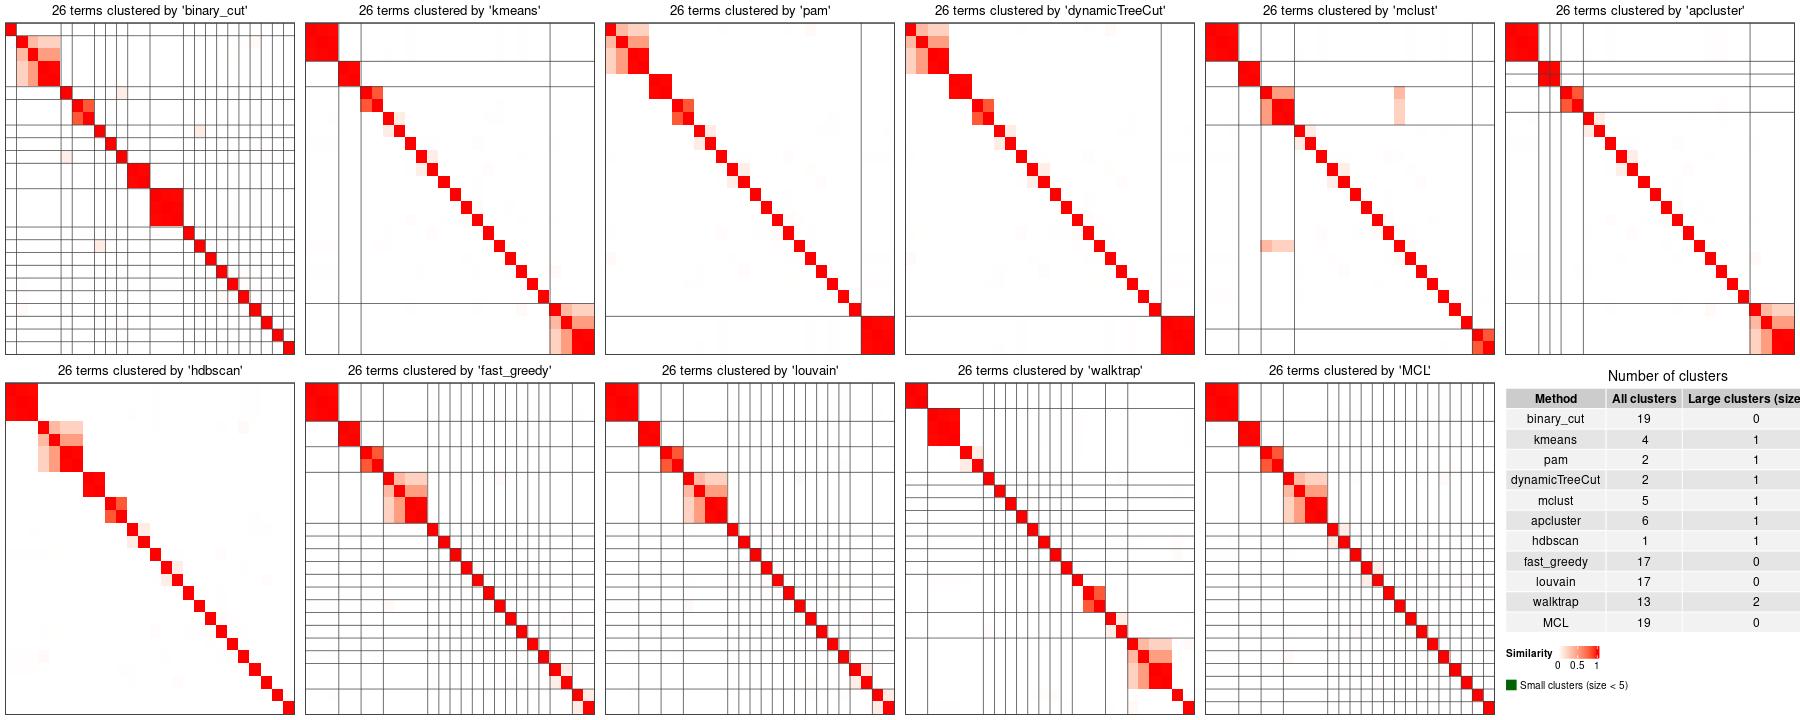 26 terms clustered by 'binary_cut'
26 terms clustered by 'kmeans'
26 terms clustered by 'pam'
26 terms clustered by 'dynamicTreeCut'
26 terms clustered by 'mclust'
26 terms clustered by 'apcluster'
26 terms clustered by 'hdbscan'
26 terms clustered by 'fast_greedy'
26 terms clustered by 'louvain'
26 terms clustered by 'walktrap'
26 terms clustered by 'MCL'
Number of clusters
Method All clusters Large clusters (size
binary_cut 19 0
kmeans 4 1
pam 2 1
dynamicTreeCut 2 1
mclust 5 1
apcluster 6 1
hdbscan 1 1
fast_greedy 17 0
louvain 17 0
walktrap 13 2
MCL 19 0
Similarity
0 0.5 1
Small clusters (size < 5)